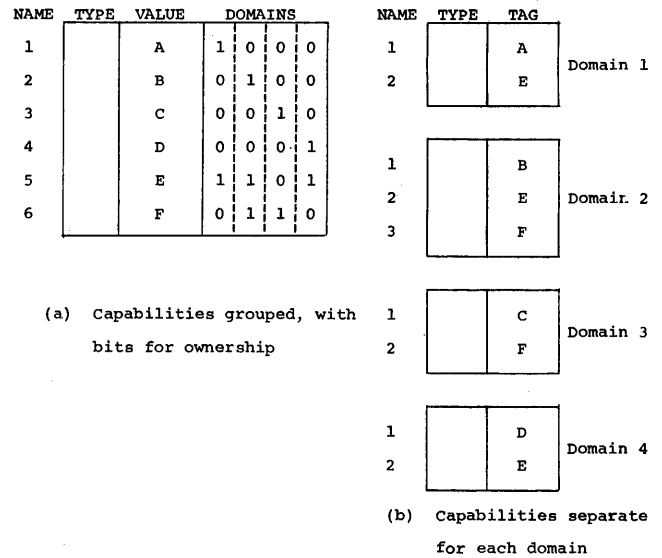 NAME TYPE VALUE DOMAINS
1 A 1 0 0 0
2 B 0 1 0 0
3 C 0 0 1 0
4 D 0 0 0 1
5 E 1 1 0 1
6 F 0 1 1 0
(a) Capabilities grouped, with
bits for ownership
NAME TYPE TAG
1 A
2 E
Domain 1
1 B
2 E
3 F
Domain 2
1 C
2 F
Domain 3
1 D
2 E
Domain 4
(b) Capabilities separate
for each domain